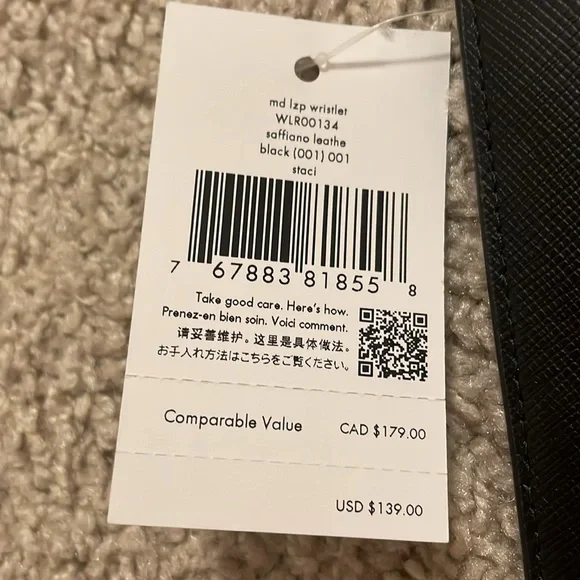 md lzp wristlet
WLR00134
saffiano leathe
black (001) 001
staci
7 67883 81855 8
Take good care. Here's how.
Prenez-en bien soin. Voici comment.
请妥善维护。这里是具体做法。
お手入れ方法はこちらをご覧ください。
Comparable Value CAD $179.00
USD $139.00